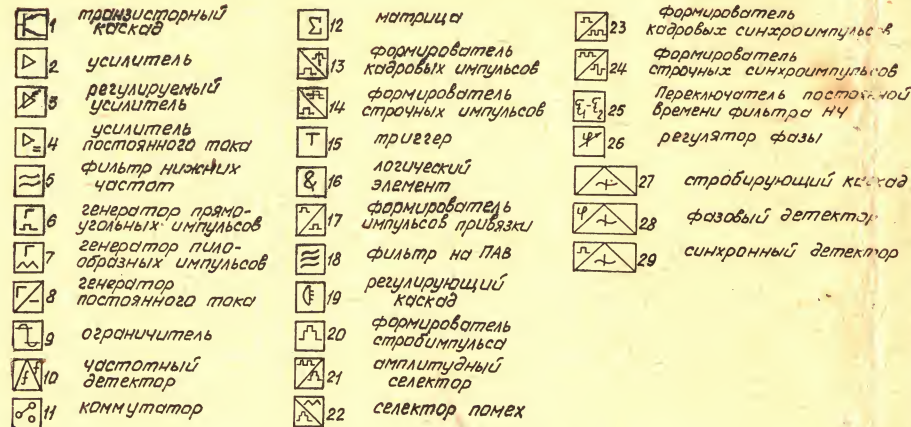 1 транзисторный
каскад
2 усилитель
3 регулируемый
усилитель
4 усилитель
постоянного тока
5 фильтр нижних
частот
6 генератор прямо-
угольных импульсов
7 генератор пило-
образных импульсов
8 генератор
постоянного тока
9 ограничитель
10 частотный
детектор
11 коммутатор
Σ 12 матрица
13 формирователь
кадровых импульсов
14 формирователь
строчных импульсов
T 15 триггер
& 16 логический
элемент
17 формирователь
импульсов привязки
18 фильтр на ПАВ
19 регулирующий
каскад
20 формирователь
стробимпульса
21 амплитудный
селектор
22 селектор помех
23 формирователь
кадровых синхроимпульсов
24 формирователь
строчных синхроимпульсов
25 Переключатель постоянной
времени фильтра НЧ
26 регулятор фазы
27 стробирующий каскад
φ 28 фазовый детектор
29 синхронный детектор